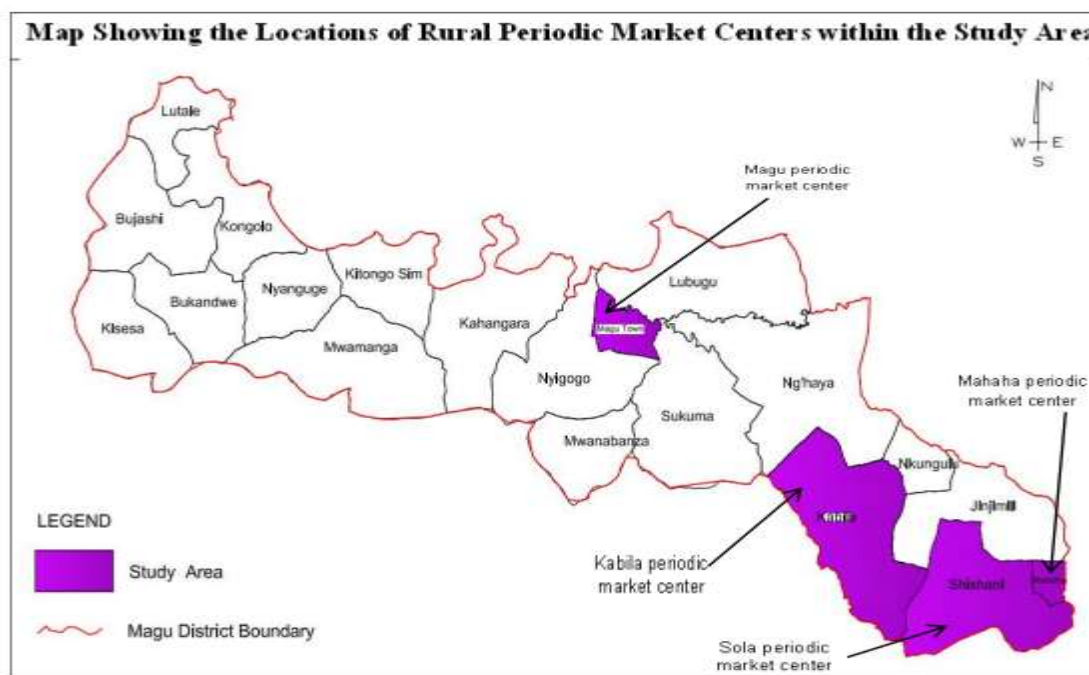 Map Showing the Locations of Rural Periodic Market Centers within the Study Area
N
W E
S
Lutale
Magu periodic
market center
Bujashi
Kongolo
Kitongo Sim
Lubugu
Nyanguge
Bukandwe
KIsesa
Kahangara
Magu Town
Mwamanga
Nyigogo
Ng'haya
Mahaha periodic
market center
Sukuma
Mwanabanza
Nkungulu
JInjImIlI
LEGEND
Study Area
Kabila periodic
market center
ShIshanI
Magu District Boundary
Sola periodic
market center